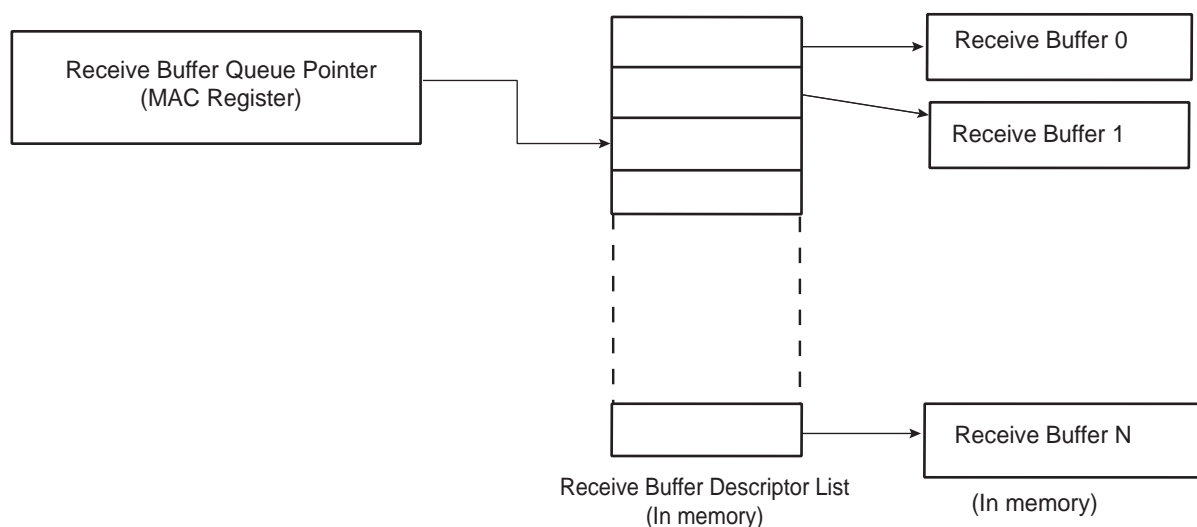 Receive Buffer Queue Pointer
(MAC Register)
Receive Buffer 0
Receive Buffer 1
Receive Buffer N
Receive Buffer Descriptor List
(In memory)
(In memory)